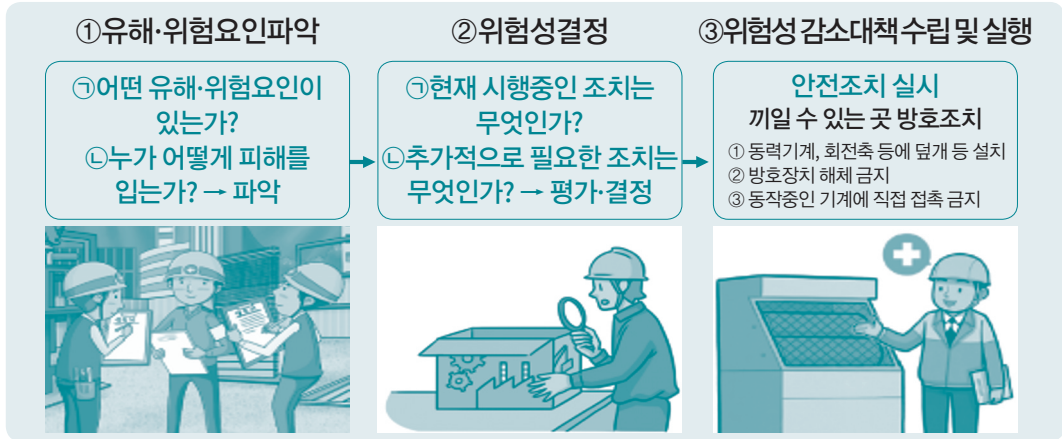 ①유해·위험요인파악
㉠어떤 유해·위험요인이
있는가?
㉡누가 어떻게 피해를
입는가? → 파악
②위험성결정
㉠현재 시행중인 조치는
무엇인가?
㉡추가적으로 필요한 조치는
무엇인가? → 평가·결정
③위험성 감소대책 수립 및 실행
안전조치 실시
끼일 수 있는 곳 방호조치
① 동력기계, 회전축 등에 덮개 등 설치
② 방호장치 해체 금지
③ 동작중인 기계에 직접 접촉 금지